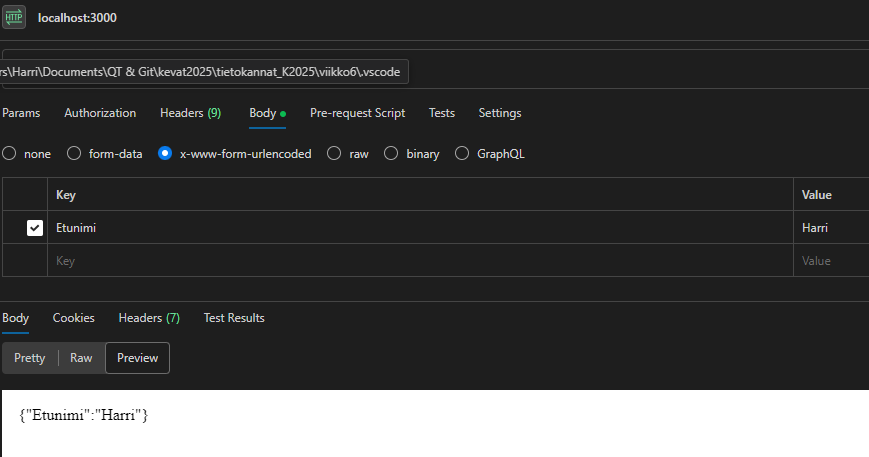 HTTP localhost:3000
rs\Harri\Documents\QT & Git\kevat2025\tietokannat_K2025\viikko6\.vscode
Params Authorization Headers (9) Body Pre-request Script Tests Settings
none form-data x-www-form-urlencoded raw binary GraphQL
Key Value
Etunimi Harri
Key Value
Body Cookies Headers (7) Test Results
Pretty Raw Preview
{"Etunimi":"Harri"}